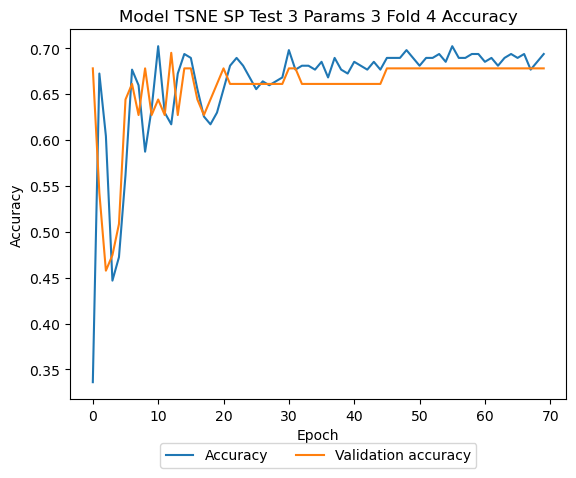 Model TSNE SP Test 3 Params 3 Fold 4 Accuracy
Accuracy
0.70
0.65
0.60
0.55
0.50
0.45
0.40
0.35
0 10 20 30 40 50 60 70
Epoch
Accuracy Validation accuracy